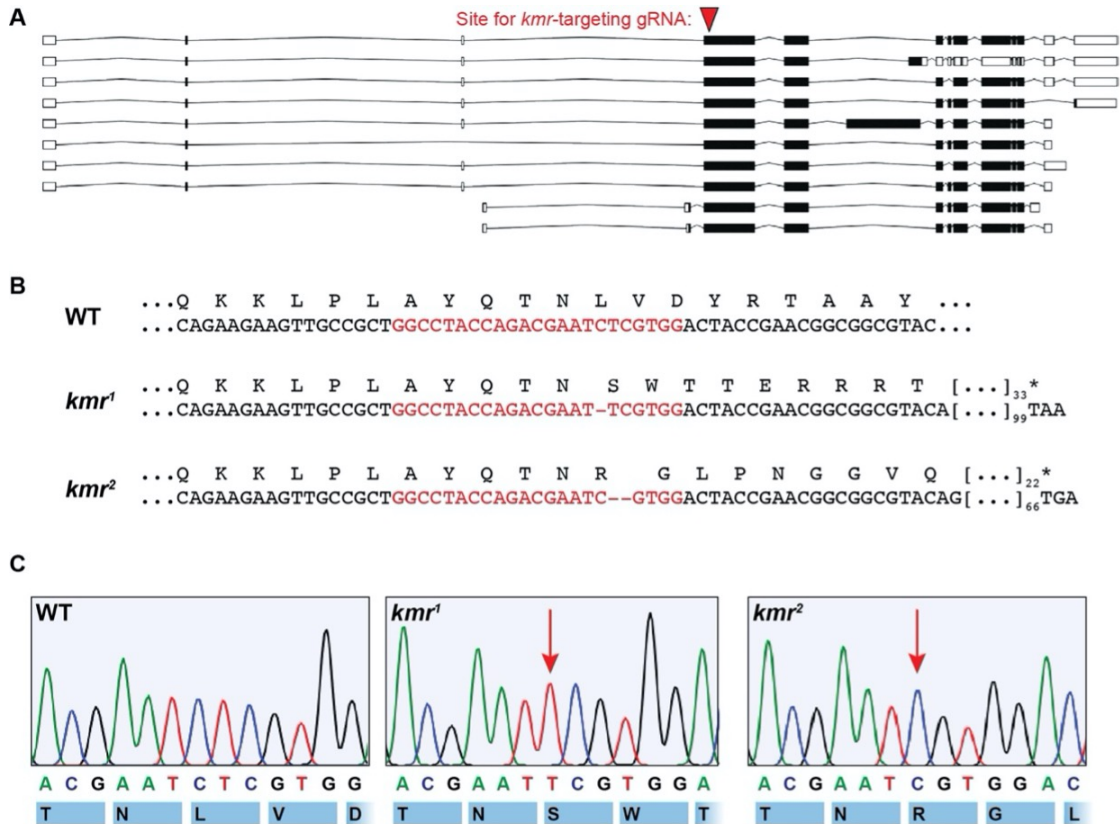 A
Site for kmr-targeting gRNA:
B
WT
...Q K K L P L A Y Q T N L V D Y R T A A Y ...
...CAGAAGAAGTTGCCGCTGGCCTACCAGACGAATCTCGTGGACTACCGAACGGCGGCGTAC...
kmr¹
...Q K K L P L A Y Q T N S W T T E R R R T [...]₃₃*
...CAGAAGAAGTTGCCGCTGGCCTACCAGACGAAT-TCGTGGACTACCGAACGGCGGCGTACA[...]₉₉TAA
kmr²
...Q K K L P L A Y Q T N R G L P N G G V Q [...]₂₂*
...CAGAAGAAGTTGCCGCTGGCCTACCAGACGAATC--GTGGACTACCGAACGGCGGCGTACAG[...]₆₆TGA
C
WT
A C G A A T C T C G T G G
T N L V D
kmr¹
A C G A A T T C G T G G A
T N S W T
kmr²
A C G A A T C G T G G A C
T N R G L